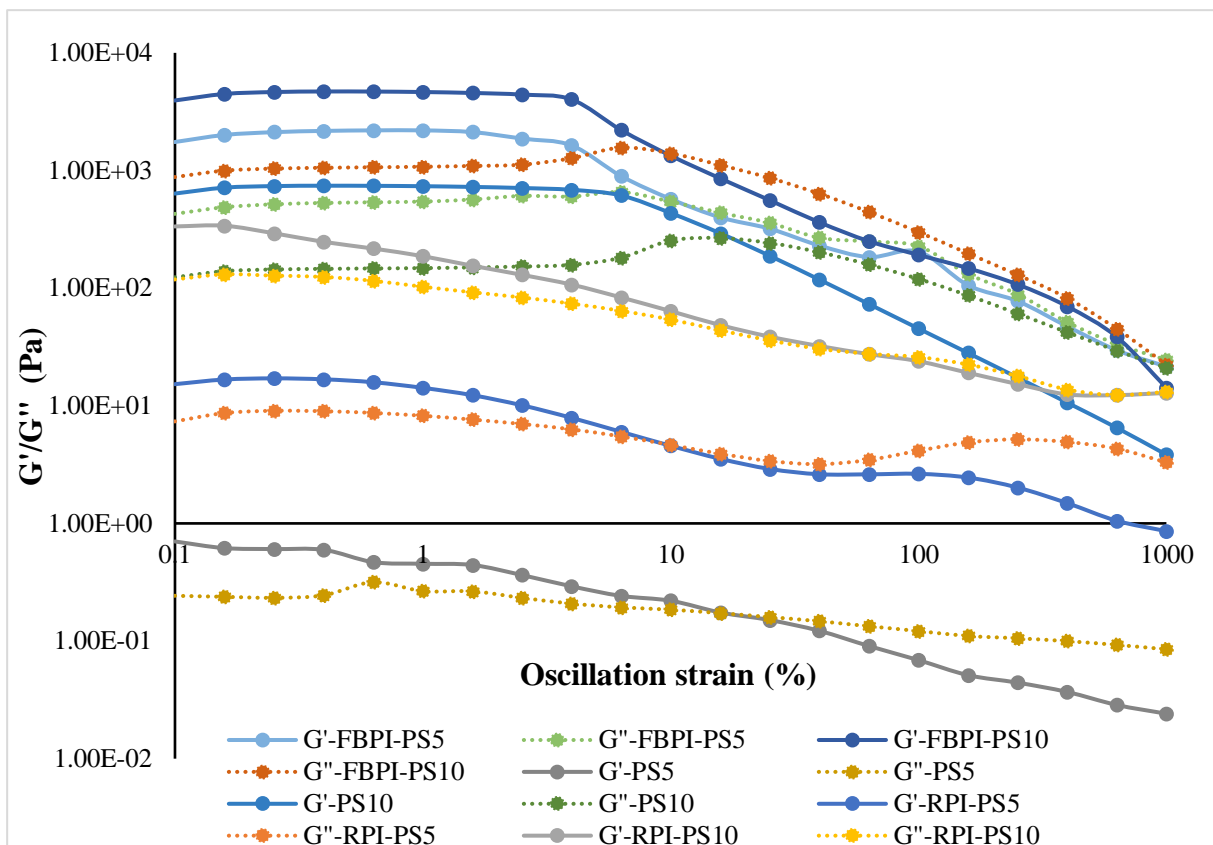 1.00E+04
1.00E+03
1.00E+02
1.00E+01
1.00E+00
1.00E-01
1.00E-02
G'/G'' (Pa)
0.1 1 10 100 1000
Oscillation strain (%)
G'-FBPI-PS5 G"-FBPI-PS5 G'-FBPI-PS10
G"-FBPI-PS10 G'-PS5 G"-PS5
G'-PS10 G"-PS10 G'-RPI-PS5
G"-RPI-PS5 G'-RPI-PS10 G"-RPI-PS10